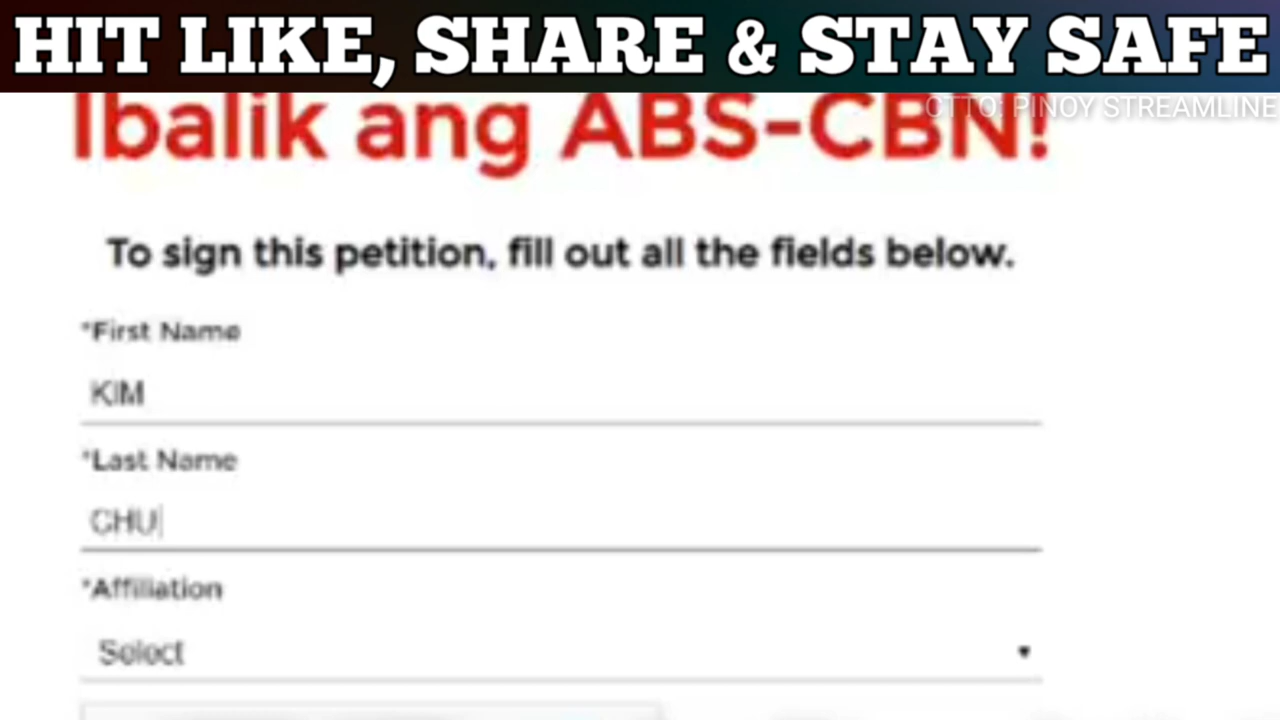 HIT LIKE, SHARE & STAY SAFE
CTTO: PINOY STREAMLINE
Ibalik ang ABS-CBN!
To sign this petition, fill out all the fields below.
*First Name
KIM
*Last Name
CHU
*Affiliation
Select